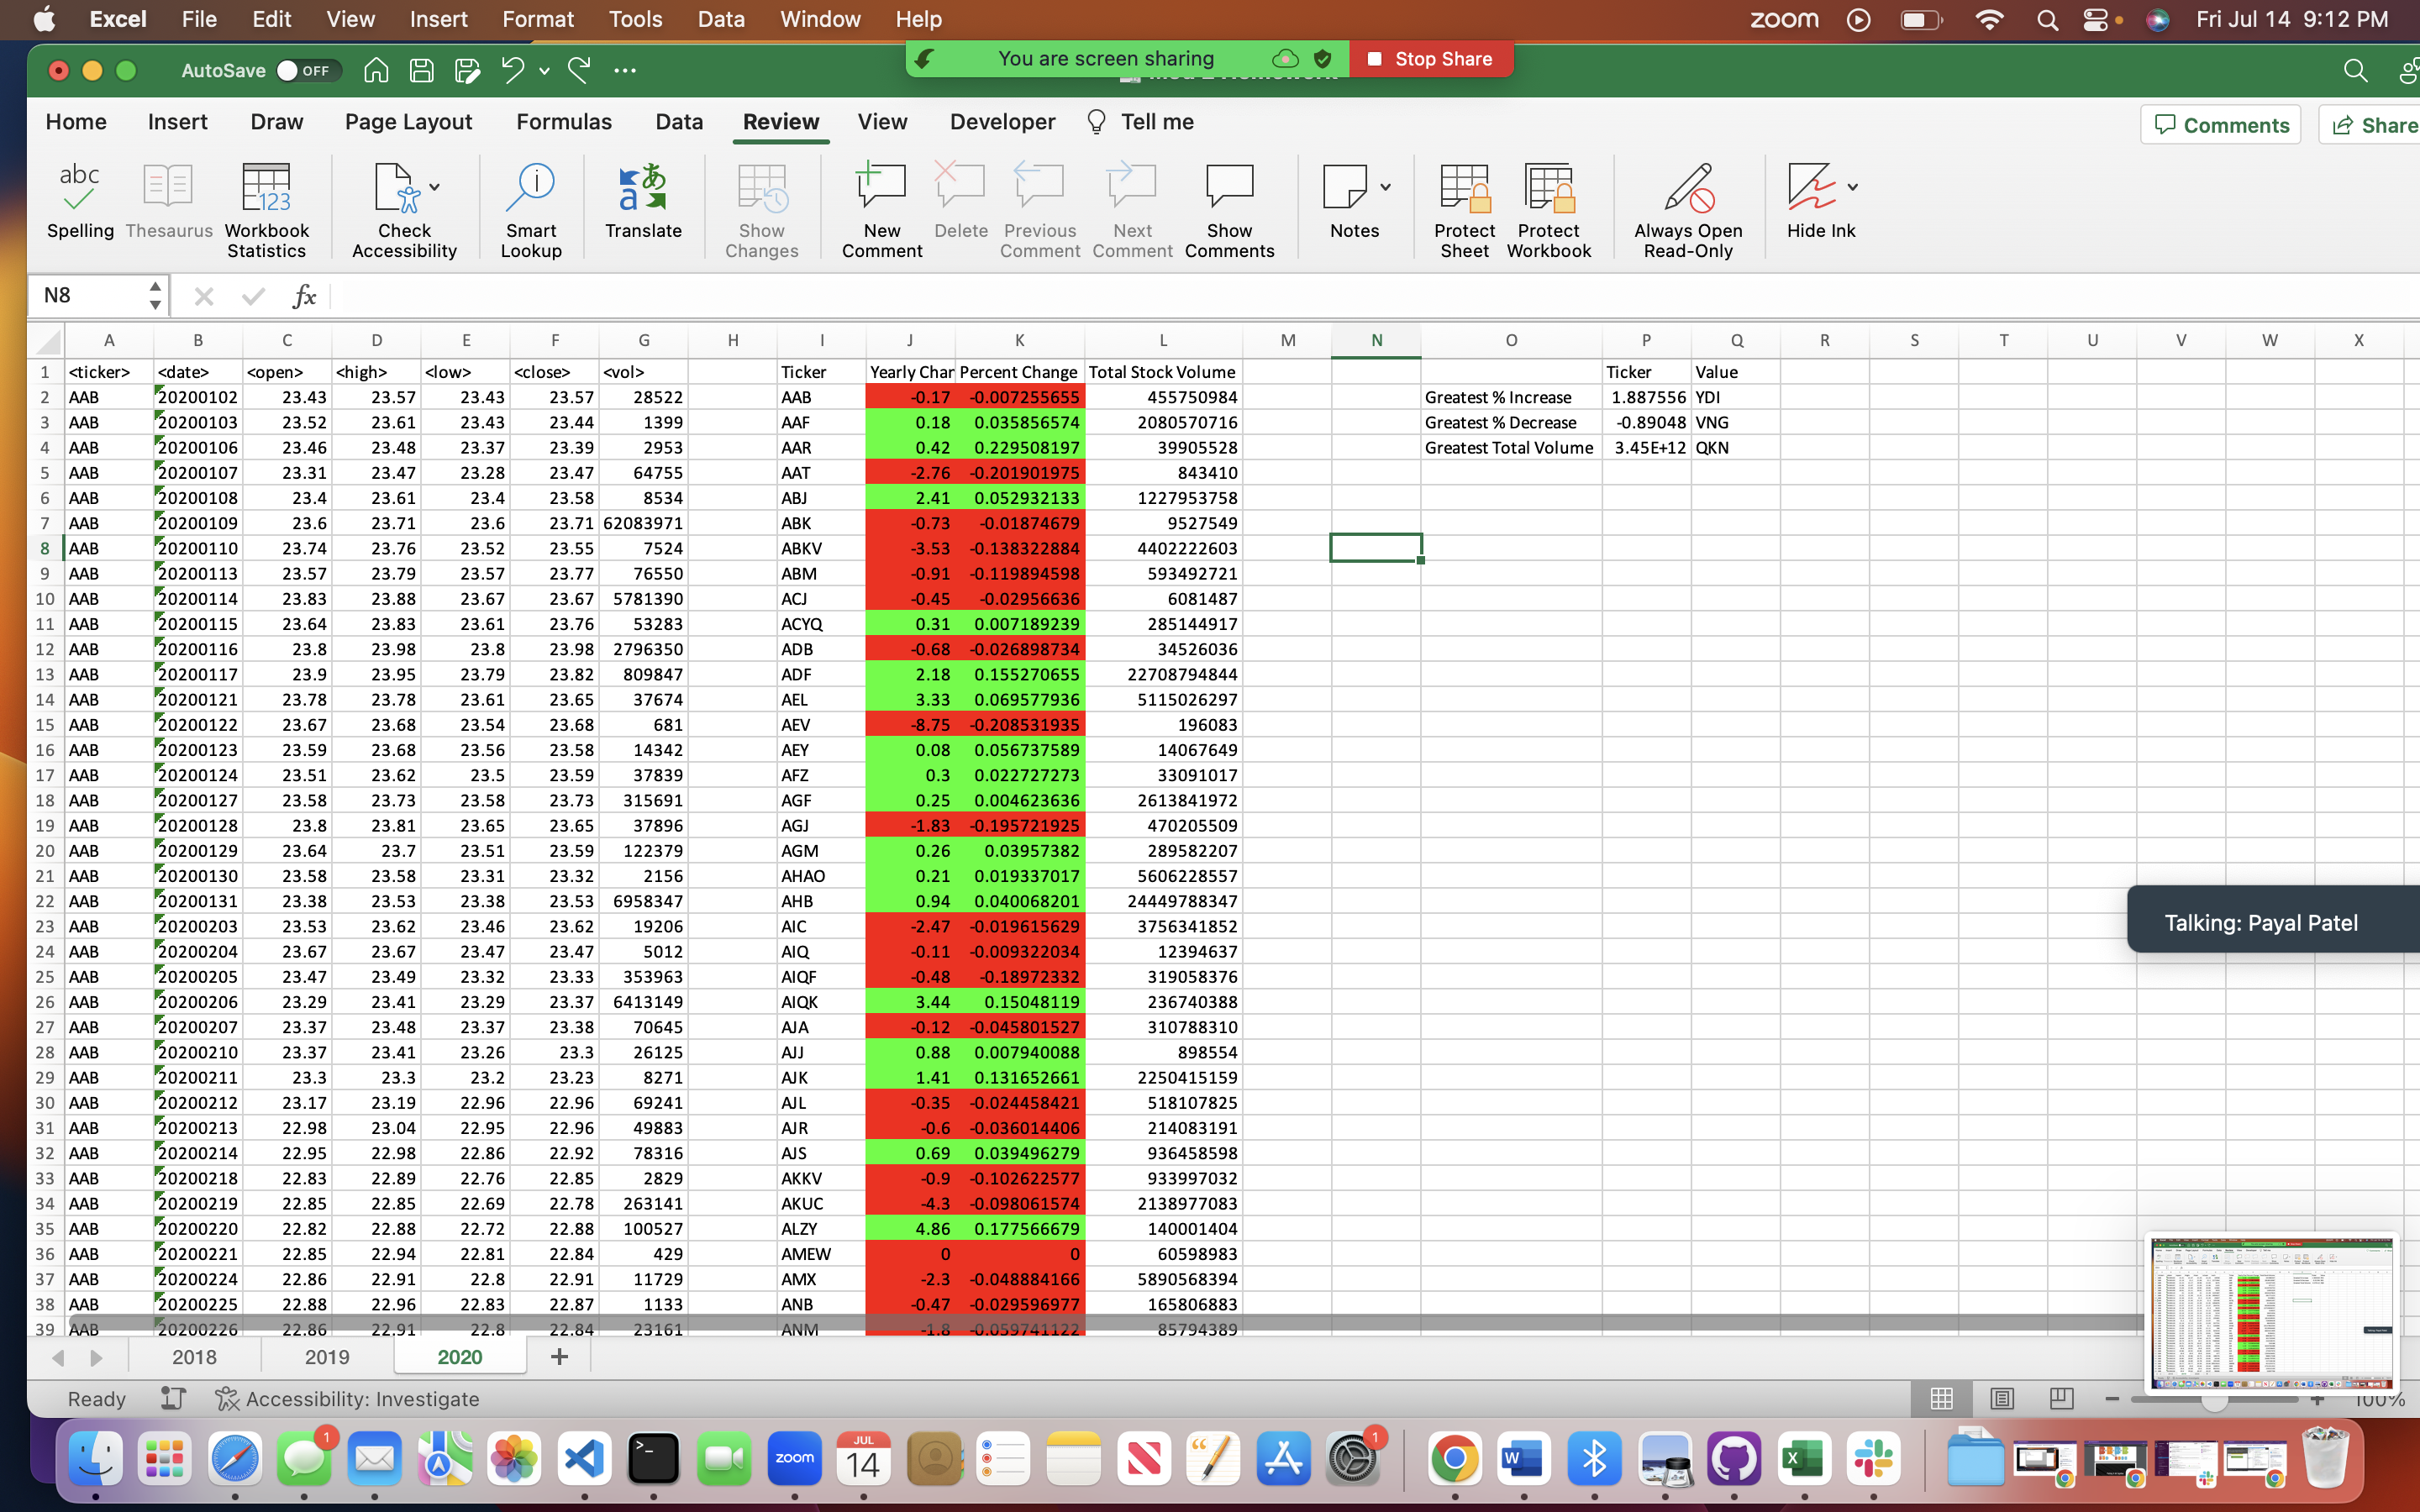 Excel File Edit View Insert Format Tools Data Window Help zoom Fri Jul 14 9:12 PM
You are screen sharing Stop Share
AutoSave OFF
Home Insert Draw Page Layout Formulas Data Review View Developer Tell me Comments Share
abc 123
Spelling Thesaurus Workbook Statistics Check Accessibility Smart Lookup Translate Show Changes New Comment Delete Previous Comment Next Comment Show Comments Notes Protect Sheet Protect Workbook Always Open Read-Only Hide Ink
N8 fx
A B C D E F G H I J K L M N O P Q R S T U V W X
1 <ticker> <date> <open> <high> <low> <close> <vol> Ticker Yearly Char Percent Change Total Stock Volume Ticker Value
2 AAB 20200102 23.43 23.57 23.43 23.57 28522 AAB -0.17 -0.007255655 455750984 Greatest % Increase 1.887556 YDI
3 AAB 20200103 23.52 23.61 23.43 23.44 1399 AAF 0.18 0.035856574 2080570716 Greatest % Decrease -0.89048 VNG
4 AAB 20200106 23.46 23.48 23.37 23.39 2953 AAR 0.42 0.229508197 39905528 Greatest Total Volume 3.45E+12 QKN
5 AAB 20200107 23.31 23.47 23.28 23.47 64755 AAT -2.76 -0.201901975 843410
6 AAB 20200108 23.4 23.61 23.4 23.58 8534 ABJ 2.41 0.052932133 1227953758
7 AAB 20200109 23.6 23.71 23.6 23.71 62083971 ABK -0.73 -0.01874679 9527549
8 AAB 20200110 23.74 23.76 23.52 23.55 7524 ABKV -3.53 -0.138322884 4402222603
9 AAB 20200113 23.57 23.79 23.57 23.77 76550 ABM -0.91 -0.119894598 593492721
10 AAB 20200114 23.83 23.88 23.67 23.67 5781390 ACJ -0.45 -0.02956636 6081487
11 AAB 20200115 23.64 23.83 23.61 23.76 53283 ACYQ 0.31 0.007189239 285144917
12 AAB 20200116 23.8 23.98 23.8 23.98 2796350 ADB -0.68 -0.026898734 34526036
13 AAB 20200117 23.9 23.95 23.79 23.82 809847 ADF 2.18 0.155270655 22708794844
14 AAB 20200121 23.78 23.78 23.61 23.65 37674 AEL 3.33 0.069577936 5115026297
15 AAB 20200122 23.67 23.68 23.54 23.68 681 AEV -8.75 -0.208531935 196083
16 AAB 20200123 23.59 23.68 23.56 23.58 14342 AEY 0.08 0.056737589 14067649
17 AAB 20200124 23.51 23.62 23.5 23.59 37839 AFZ 0.3 0.022727273 33091017
18 AAB 20200127 23.58 23.73 23.58 23.73 315691 AGF 0.25 0.004623636 2613841972
19 AAB 20200128 23.8 23.81 23.65 23.65 37896 AGJ -1.83 -0.195721925 470205509
20 AAB 20200129 23.64 23.7 23.51 23.59 122379 AGM 0.26 0.03957382 289582207
21 AAB 20200130 23.58 23.58 23.31 23.32 2156 AHAO 0.21 0.019337017 5606228557
22 AAB 20200131 23.38 23.53 23.38 23.53 6958347 AHB 0.94 0.040068201 24449788347
23 AAB 20200203 23.53 23.62 23.46 23.62 19206 AIC -2.47 -0.019615629 3756341852
24 AAB 20200204 23.67 23.67 23.47 23.47 5012 AIQ -0.11 -0.009322034 12394637
25 AAB 20200205 23.47 23.49 23.32 23.33 353963 AIQF -0.48 -0.18972332 319058376
26 AAB 20200206 23.29 23.41 23.29 23.37 6413149 AIQK 3.44 0.15048119 236740388
27 AAB 20200207 23.37 23.48 23.37 23.38 70645 AJA -0.12 -0.045801527 310788310
28 AAB 20200210 23.37 23.41 23.26 23.3 26125 AJJ 0.88 0.007940088 898554
29 AAB 20200211 23.3 23.3 23.2 23.23 8271 AJK 1.41 0.131652661 2250415159
30 AAB 20200212 23.17 23.19 22.96 22.96 69241 AJL -0.35 -0.024458421 518107825
31 AAB 20200213 22.98 23.04 22.95 22.96 49883 AJR -0.6 -0.036014406 214083191
32 AAB 20200214 22.95 22.98 22.86 22.92 78316 AJS 0.69 0.039496279 936458598
33 AAB 20200218 22.83 22.89 22.76 22.85 2829 AKKV -0.9 -0.102622577 933997032
34 AAB 20200219 22.85 22.85 22.69 22.78 263141 AKUC -4.3 -0.098061574 2138977083
35 AAB 20200220 22.82 22.88 22.72 22.88 100527 ALZY 4.86 0.177566679 140001404
36 AAB 20200221 22.85 22.94 22.81 22.84 429 AMEW 0 0 60598983
37 AAB 20200224 22.86 22.91 22.8 22.91 11729 AMX -2.3 -0.048884166 5890568394
38 AAB 20200225 22.88 22.96 22.83 22.87 1133 ANB -0.47 -0.029596977 165806883
39 AAB 20200226 22.86 22.91 22.8 22.84 23161 ANM -1.8 -0.059741122 85794389
Talking: Payal Patel
2018 2019 2020 +
Ready Accessibility: Investigate 100%
1 zoom JUL 14 1 W X